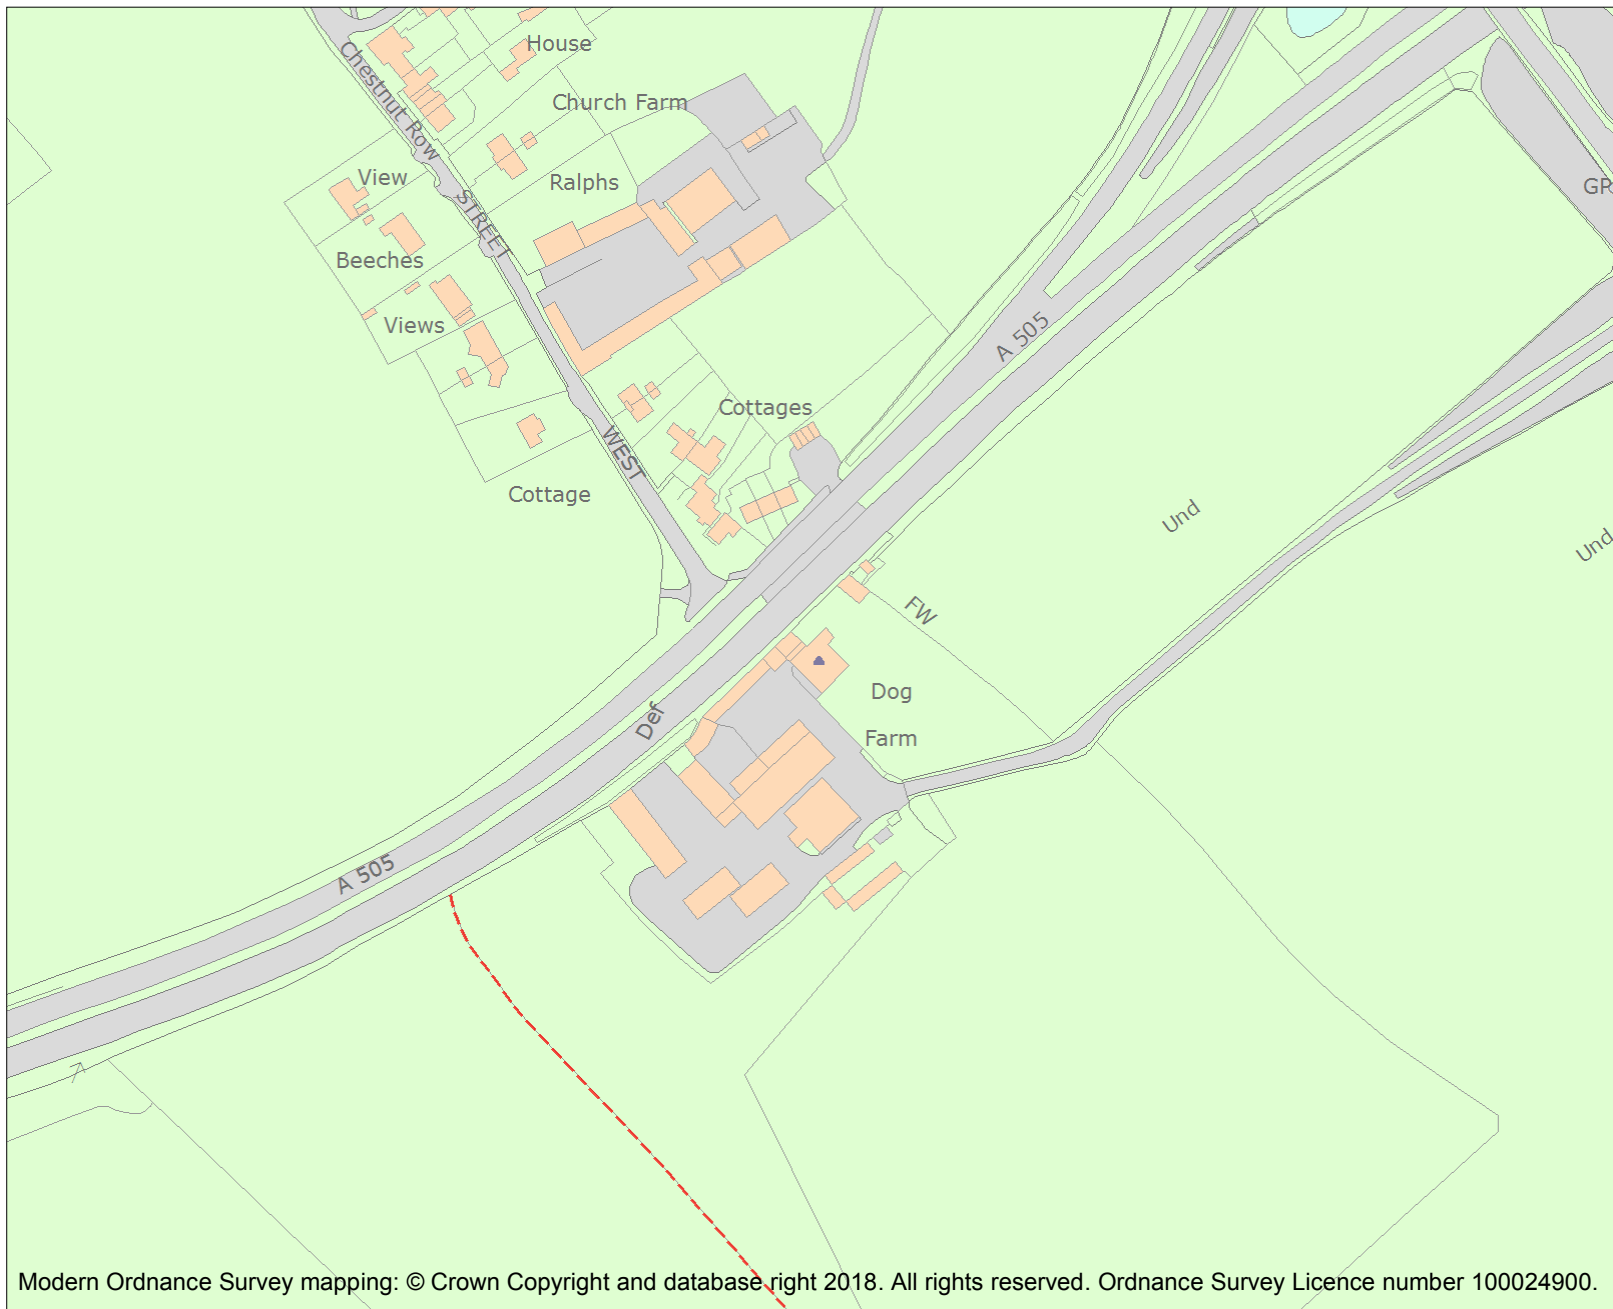 House
Chestnut Row
Church Farm
View
Ralphs
GP
STREET
Beeches
Views
A 505
Cottages
WEST
Cottage
Und
Und
FW
Dog
Farm
Def
A 505
Modern Ordnance Survey mapping: © Crown Copyright and database right 2018. All rights reserved. Ordnance Survey Licence number 100024900.